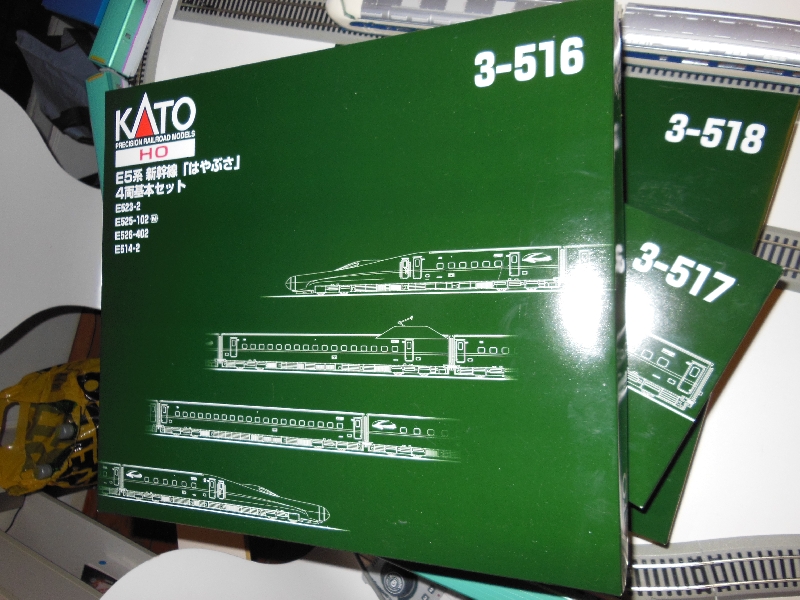 3-516
KATO
PRECISION RAILROAD MODELS
HO
E5系 新幹線「はやぶさ」
4両基本セット
E523-2
E525-102 M
E526-402
E514-2
3-518
3-517